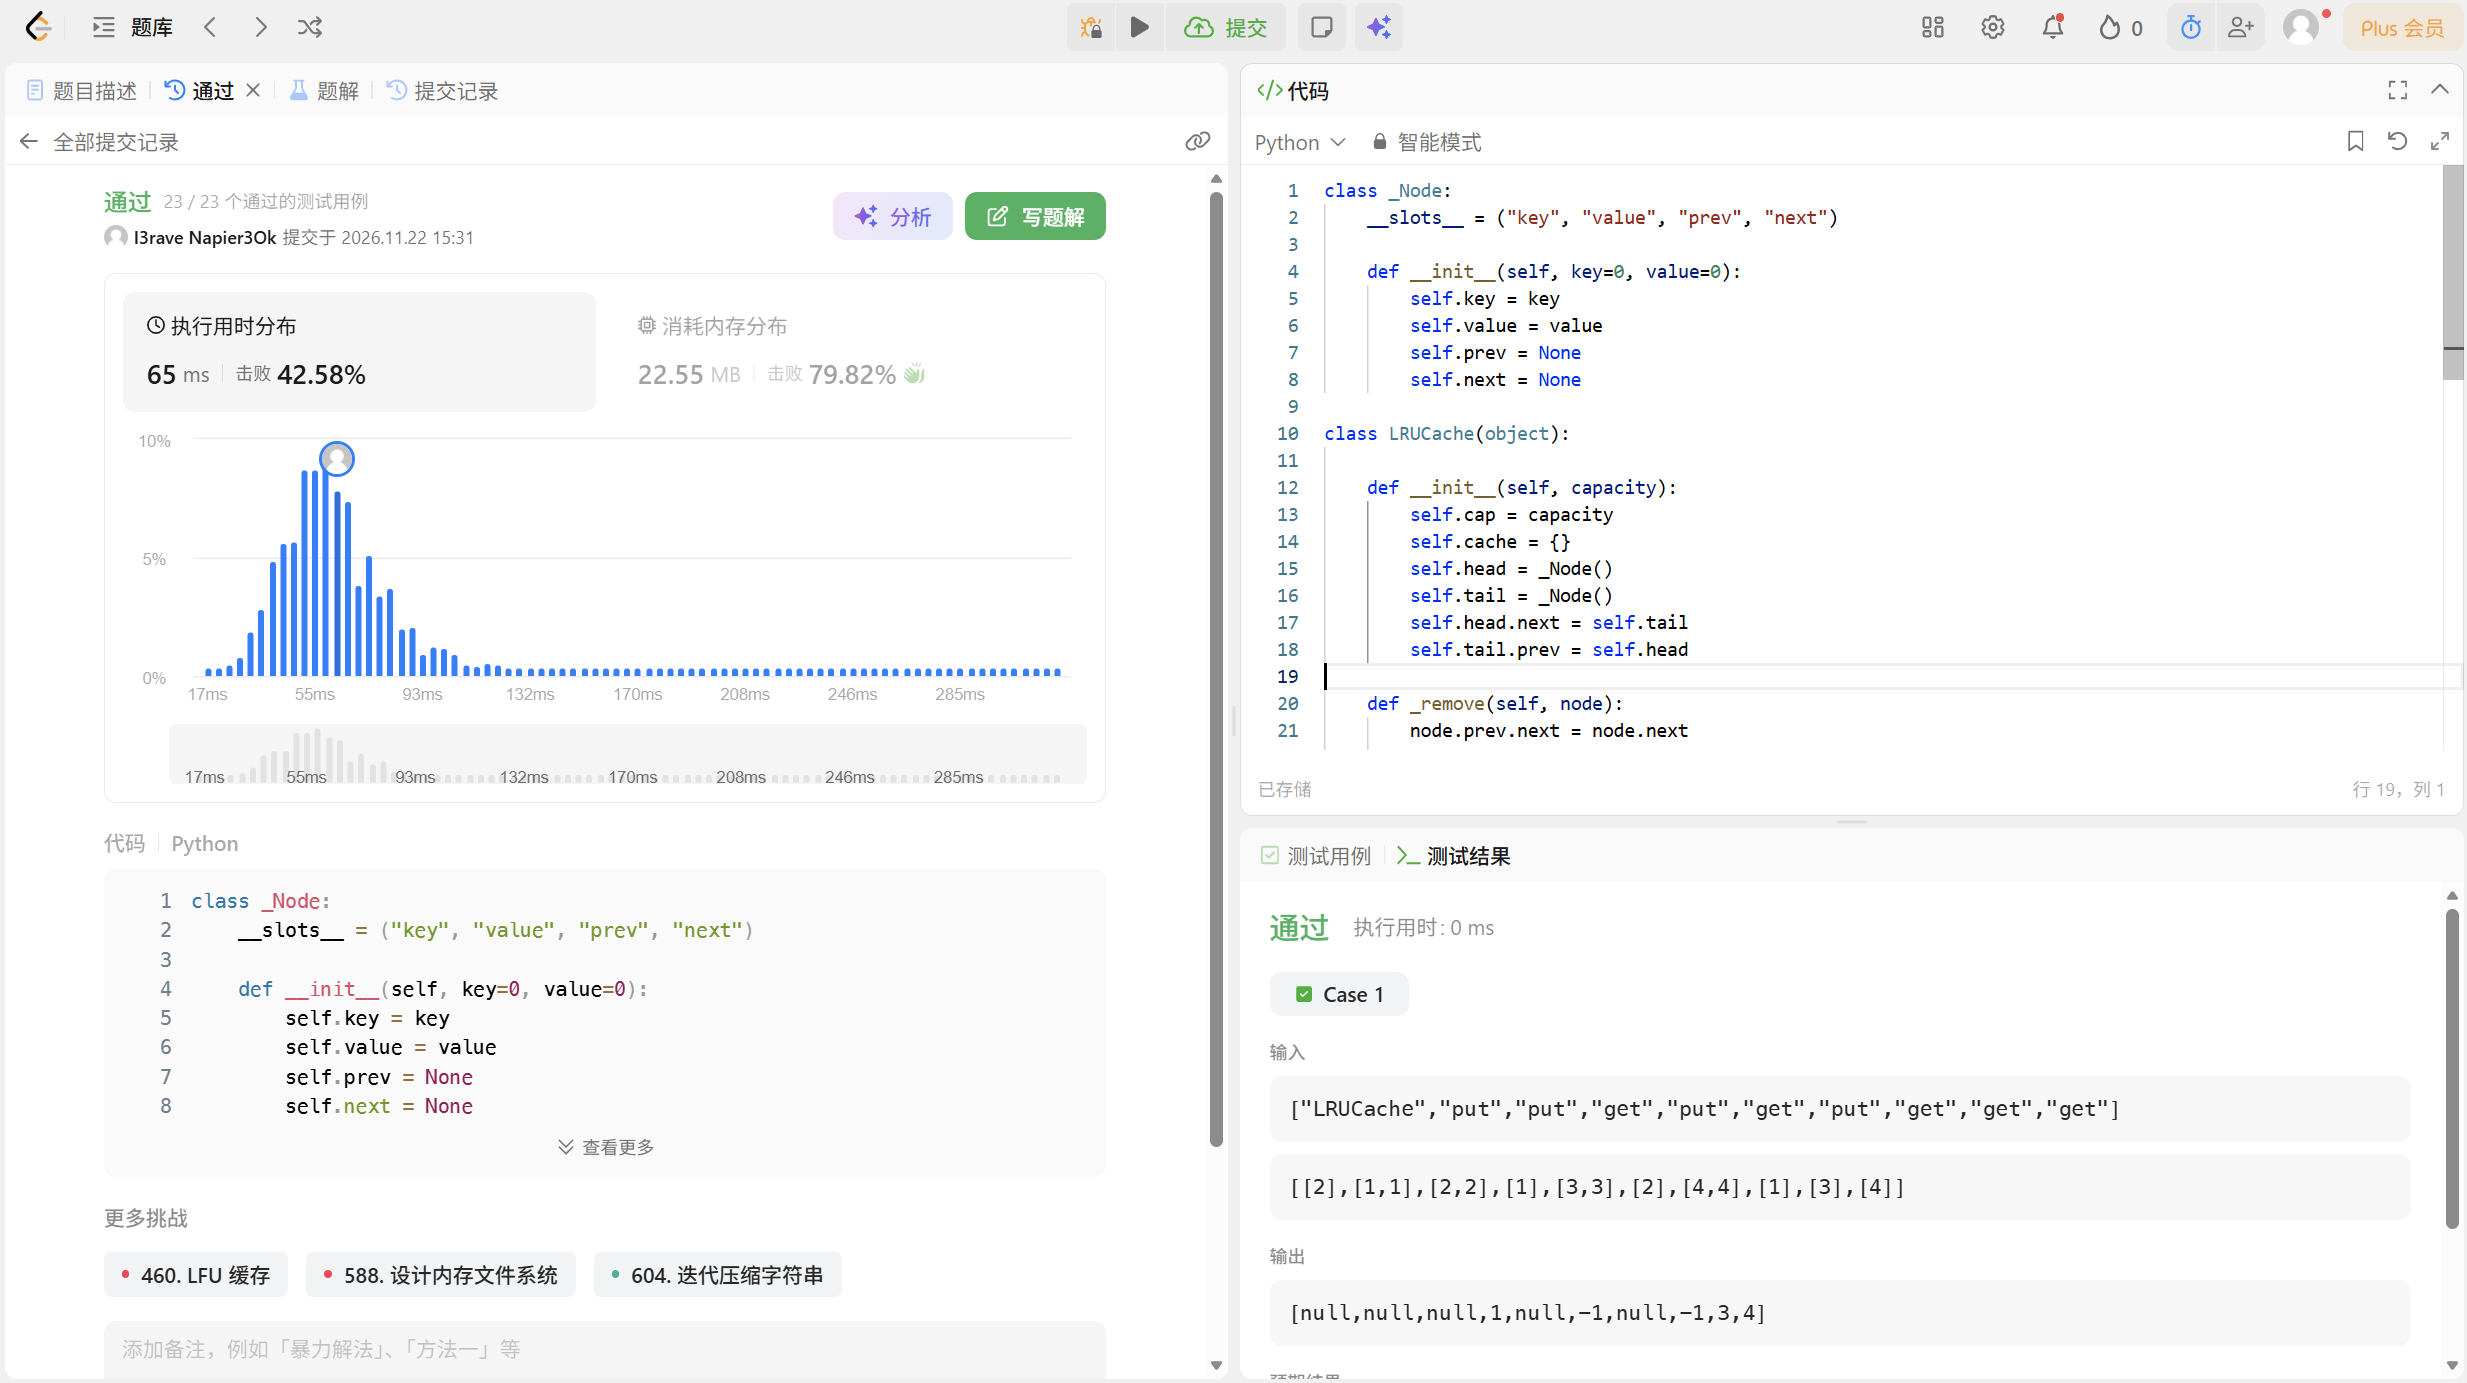 题库
提交
0
Plus 会员
题目描述
通过
题解
提交记录
全部提交记录
通过 23 / 23 个通过的测试用例
l3rave Napier3Ok 提交于 2026.11.22 15:31
分析
写题解
执行用时分布
65 ms 击败 42.58%
消耗内存分布
22.55 MB 击败 79.82%
10%
5%
0%
17ms 55ms 93ms 132ms 170ms 208ms 246ms 285ms
17ms 55ms 93ms 132ms 170ms 208ms 246ms 285ms
代码 Python
1 class _Node:
2     __slots__ = ("key", "value", "prev", "next")
3
4     def __init__(self, key=0, value=0):
5         self.key = key
6         self.value = value
7         self.prev = None
8         self.next = None
查看更多
更多挑战
460. LFU 缓存
588. 设计内存文件系统
604. 迭代压缩字符串
添加备注，例如「暴力解法」、「方法一」等
代码
Python 智能模式
1 class _Node:
2     __slots__ = ("key", "value", "prev", "next")
3
4     def __init__(self, key=0, value=0):
5         self.key = key
6         self.value = value
7         self.prev = None
8         self.next = None
9
10 class LRUCache(object):
11
12     def __init__(self, capacity):
13         self.cap = capacity
14         self.cache = {}
15         self.head = _Node()
16         self.tail = _Node()
17         self.head.next = self.tail
18         self.tail.prev = self.head
19
20     def _remove(self, node):
21         node.prev.next = node.next
已存储
行 19，列 1
测试用例
测试结果
通过 执行用时: 0 ms
Case 1
输入
["LRUCache","put","put","get","put","get","put","get","get","get"]
[[2],[1,1],[2,2],[1],[3,3],[2],[4,4],[1],[3],[4]]
输出
[null,null,null,1,null,-1,null,-1,3,4]